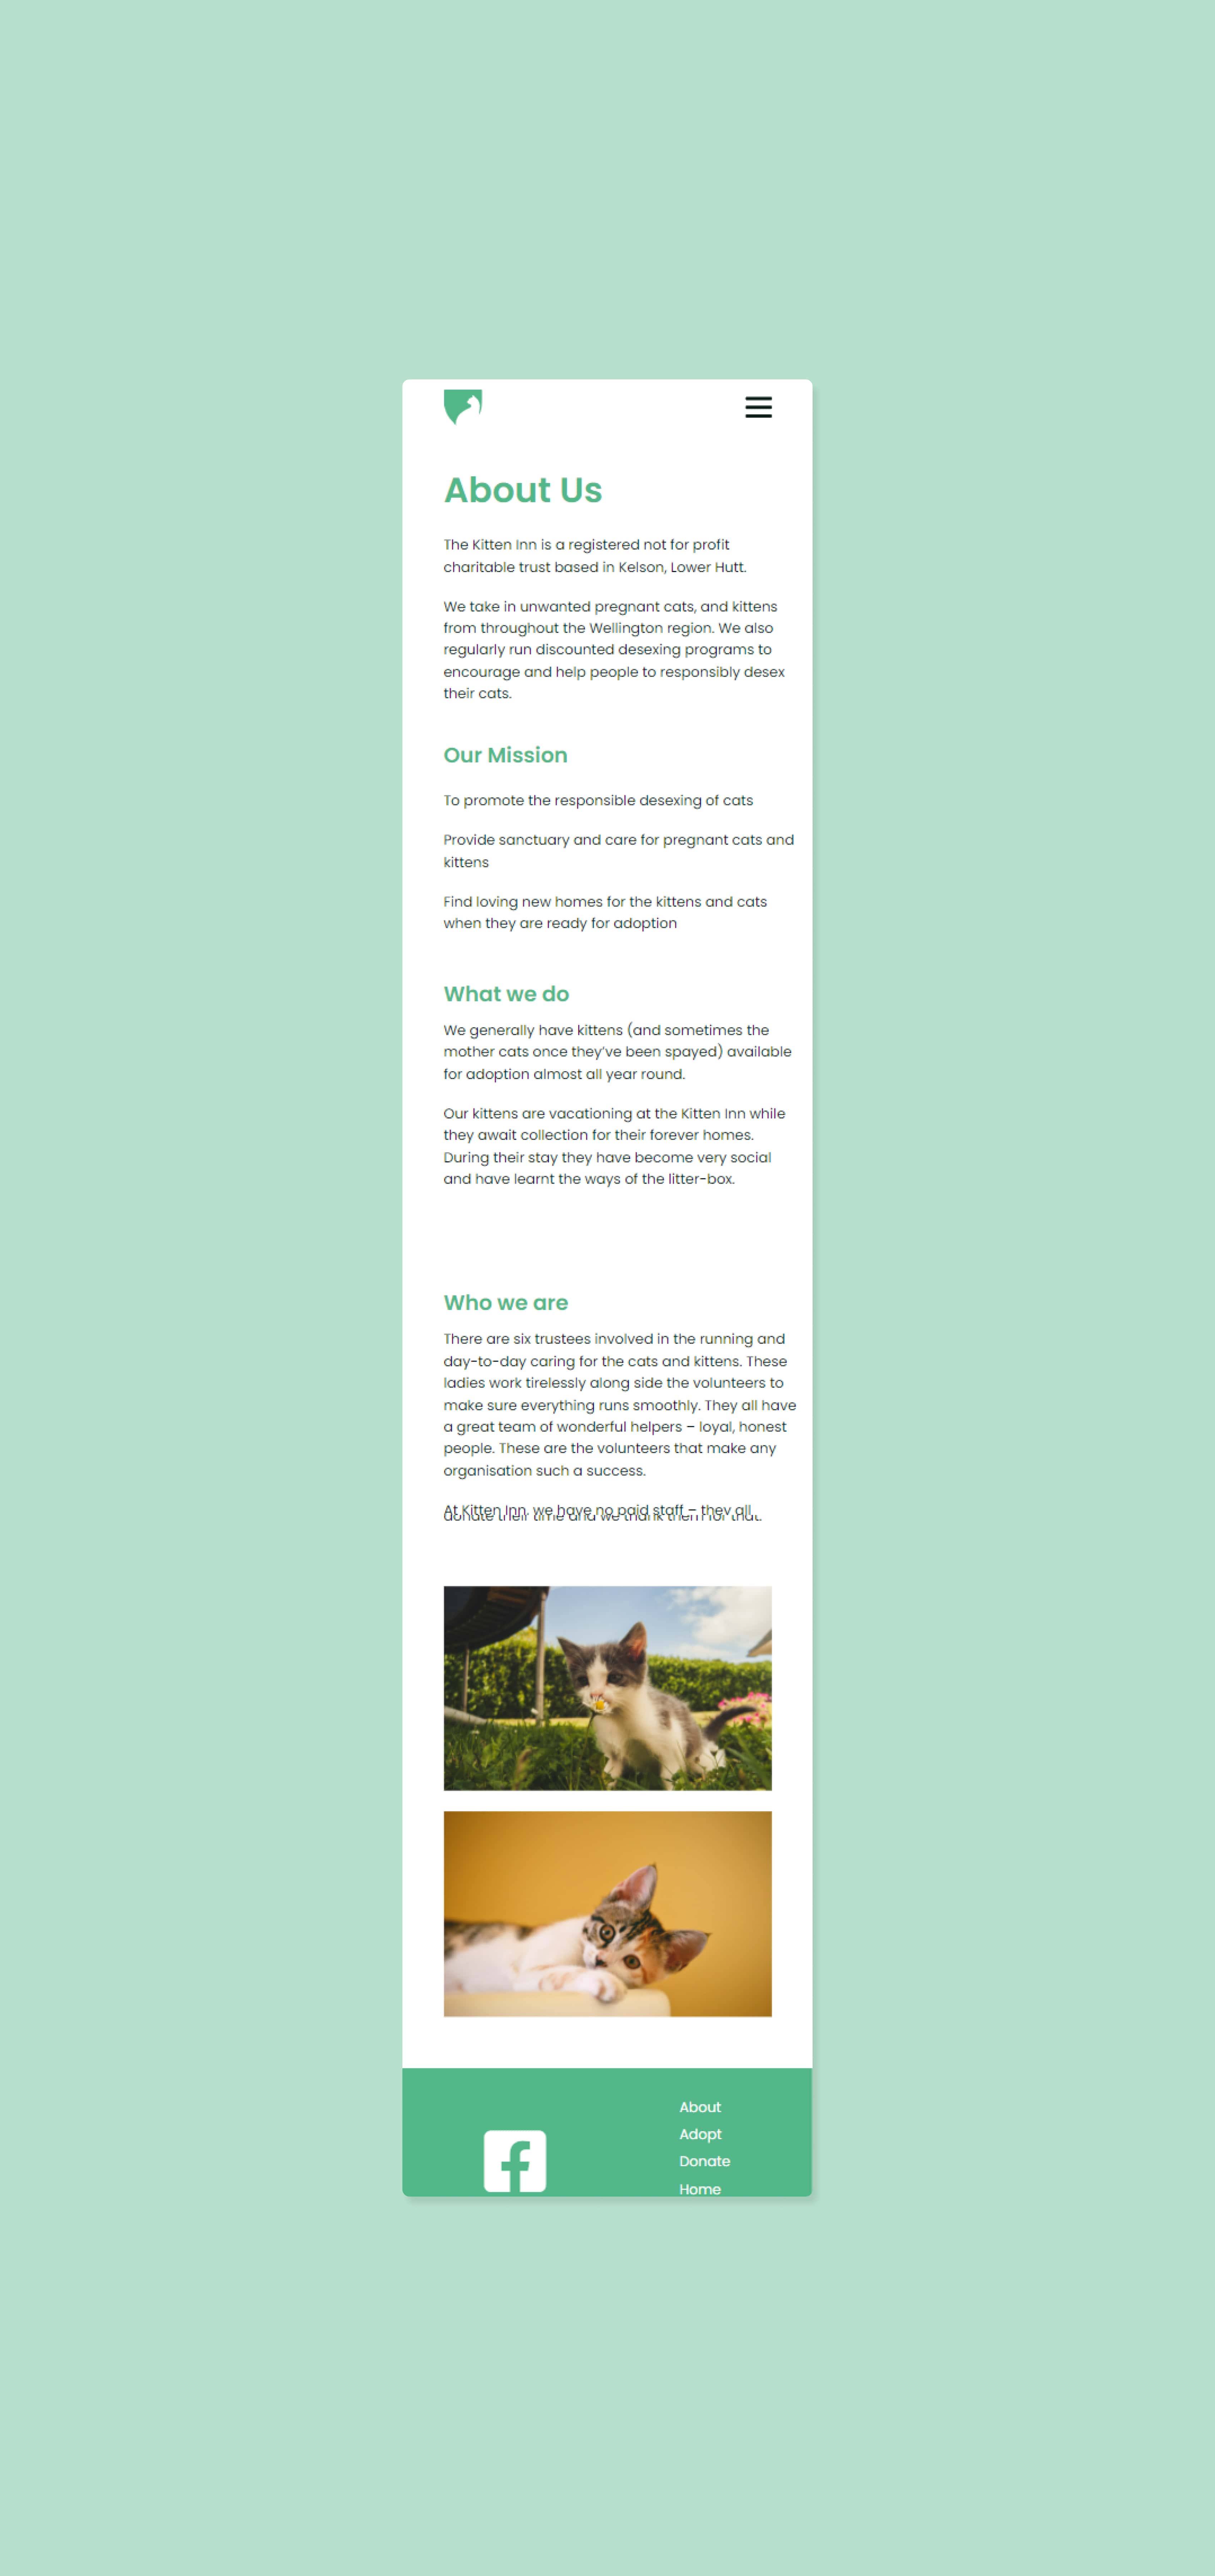 About Us
The Kitten Inn is a registered not for profit
charitable trust based in Kelson, Lower Hutt.
We take in unwanted pregnant cats, and kittens
from throughout the Wellington region. We also
regularly run discounted desexing programs to
encourage and help people to responsibly desex
their cats.
Our Mission
To promote the responsible desexing of cats
Provide sanctuary and care for pregnant cats and
kittens
Find loving new homes for the kittens and cats
when they are ready for adoption
What we do
We generally have kittens (and sometimes the
mother cats once they've been spayed) available
for adoption almost all year round.
Our kittens are vacationing at the Kitten Inn while
they await collection for their forever homes.
During their stay they have become very social
and have learnt the ways of the litter-box.
Who we are
There are six trustees involved in the running and
day-to-day caring for the cats and kittens. These
ladies work tirelessly along side the volunteers to
make sure everything runs smoothly. They all have
a great team of wonderful helpers – loyal, honest
people. These are the volunteers that make any
organisation such a success.
At Kitten Inn, we have no paid staff – they all
donate their time and we thank them for that.
About
Adopt
Donate
Home